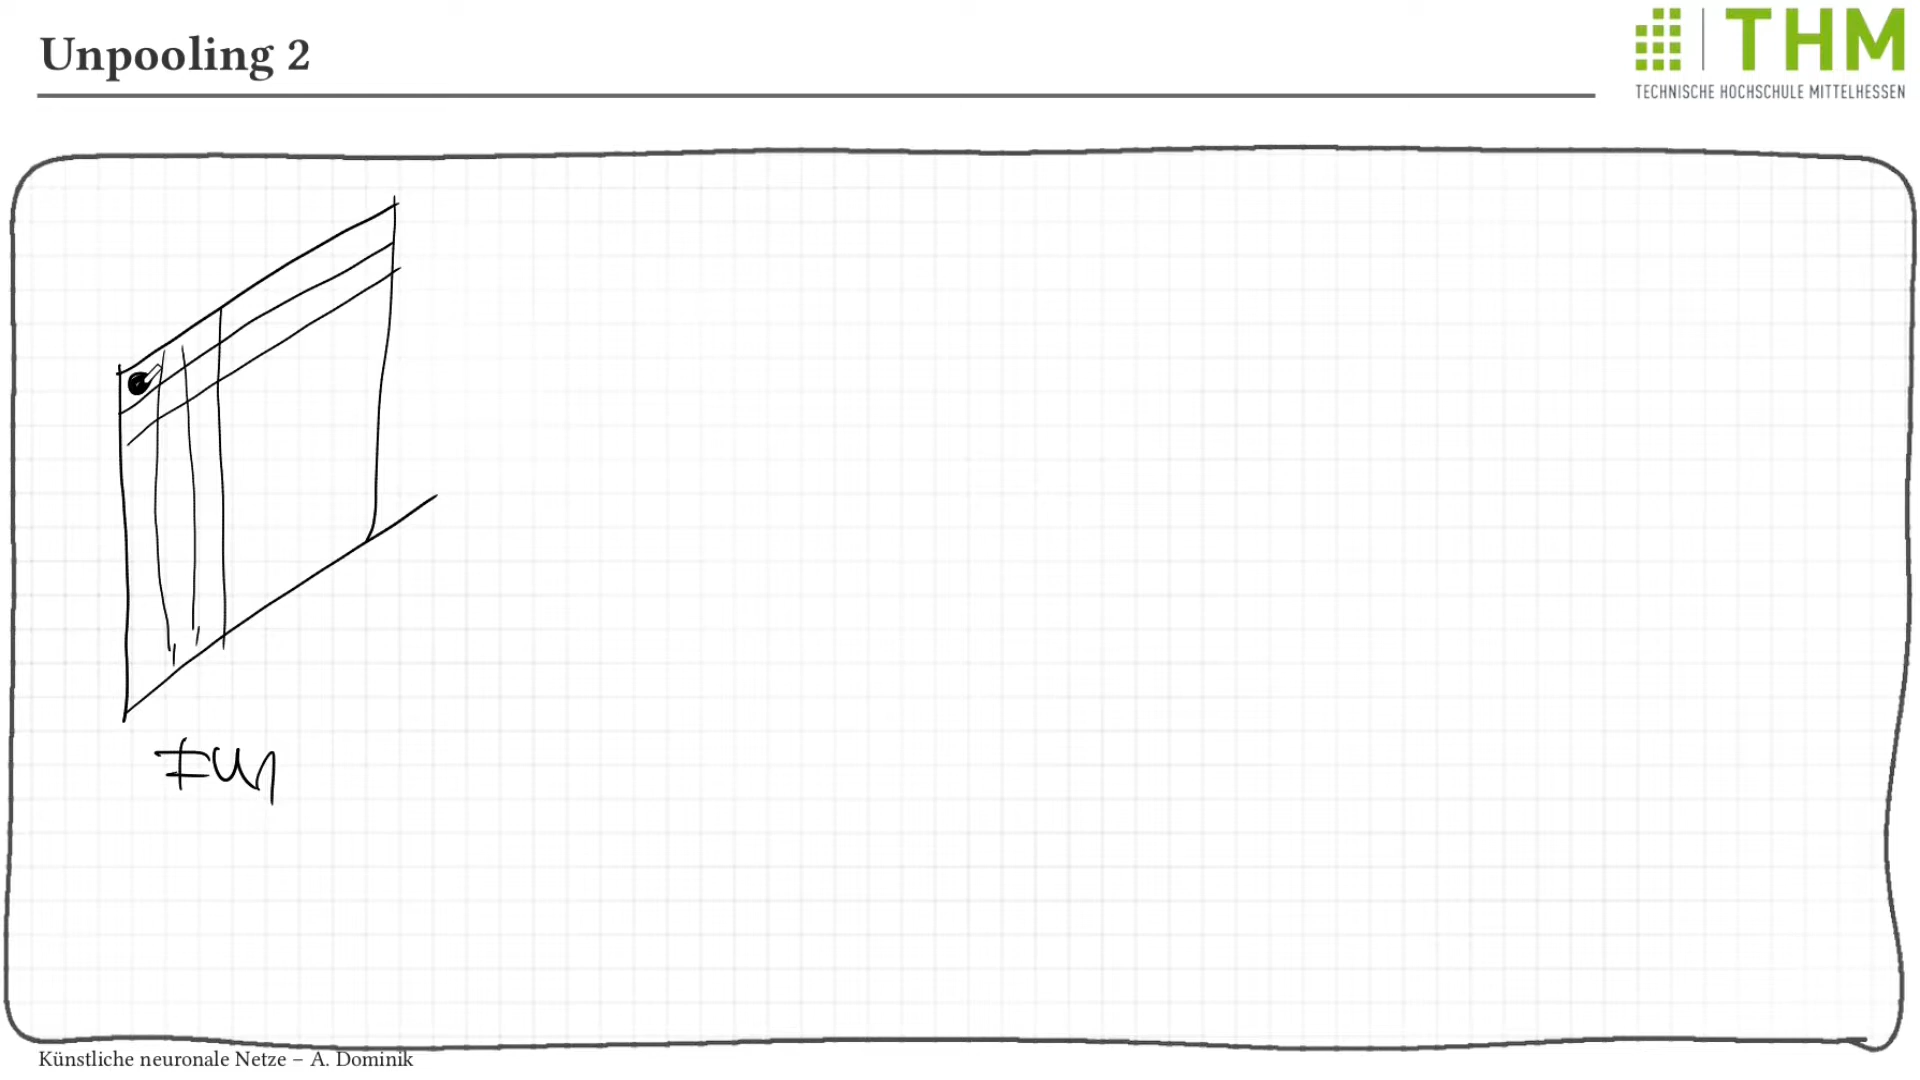 Unpooling 2
THM
TECHNISCHE HOCHSCHULE MITTELHESSEN
Künstliche neuronale Netze – A. Dominik